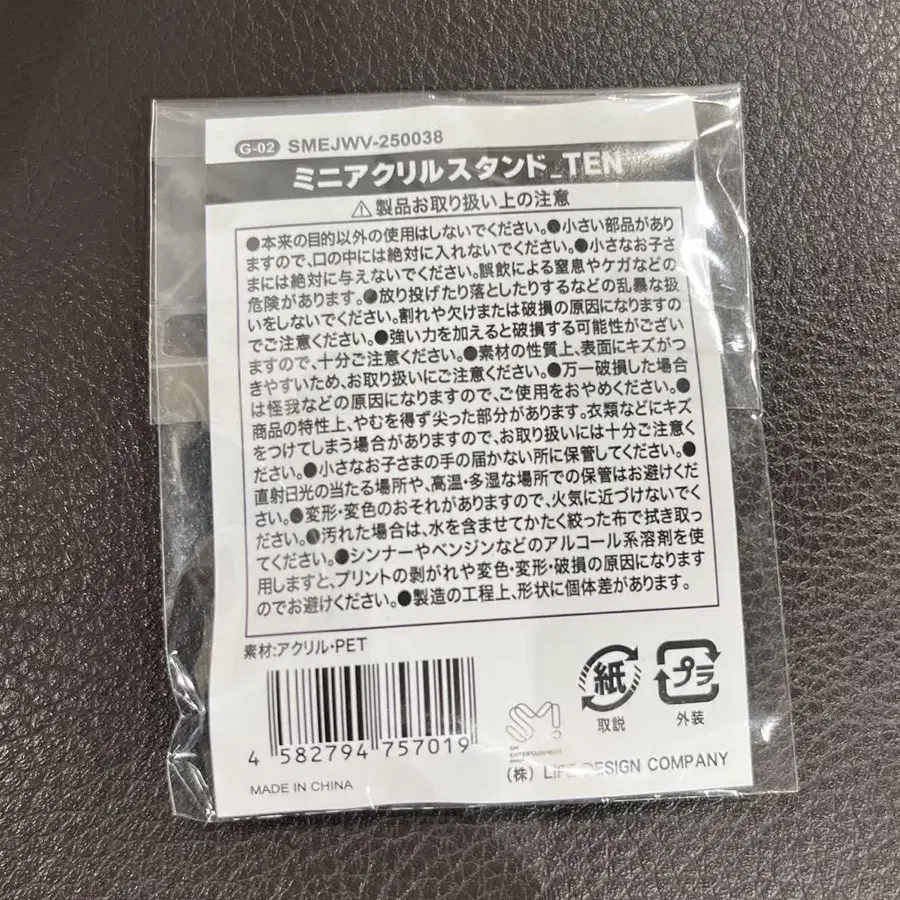 G-02 SMEJWV-250038
ミニアクリルスタンド_TEN
⚠製品お取り扱い上の注意
●本来の目的以外の使用はしないでください。●小さい部品があり
ますので、口の中には絶対に入れないでください。●小さなお子さ
まには絶対に与えないでください。誤飲による窒息やケガなどの
危険があります。●放り投げたり落としたりするなどの乱暴な扱
いをしないでください。割れや欠けまたは破損の原因になりますの
でご注意ください。●強い力を加えると破損する可能性がござい
ますので、十分ご注意ください。●素材の性質上、表面にキズがつ
きやすいため、お取り扱いにご注意ください。●万一破損した場合
は怪我などの原因になりますので、ご使用をおやめください。●
商品の特性上、やむを得ず尖った部分があります。衣類などにキズ
をつけてしまう場合がありますので、お取り扱いには十分ご注意く
ださい。●小さなお子さまの手の届かない所に保管してください。●
直射日光の当たる場所や、高温・多湿な場所での保管はお避けくだ
さい。●変形・変色のおそれがありますので、火気に近づけないでく
ださい。●汚れた場合は、水を含ませてかたく絞った布で拭き取っ
てください。●シンナーやベンジンなどのアルコール系溶剤を使
用しますと、プリントの剥がれや変色・変形・破損の原因になります
のでお避けください。●製造の工程上、形状に個体差があります。
素材:アクリル・PET
紙
取説
プラ
外装
4 582794 757019
SM
SM ENTERTAINMENT
MADE IN CHINA
(株) LIFE DESIGN COMPANY